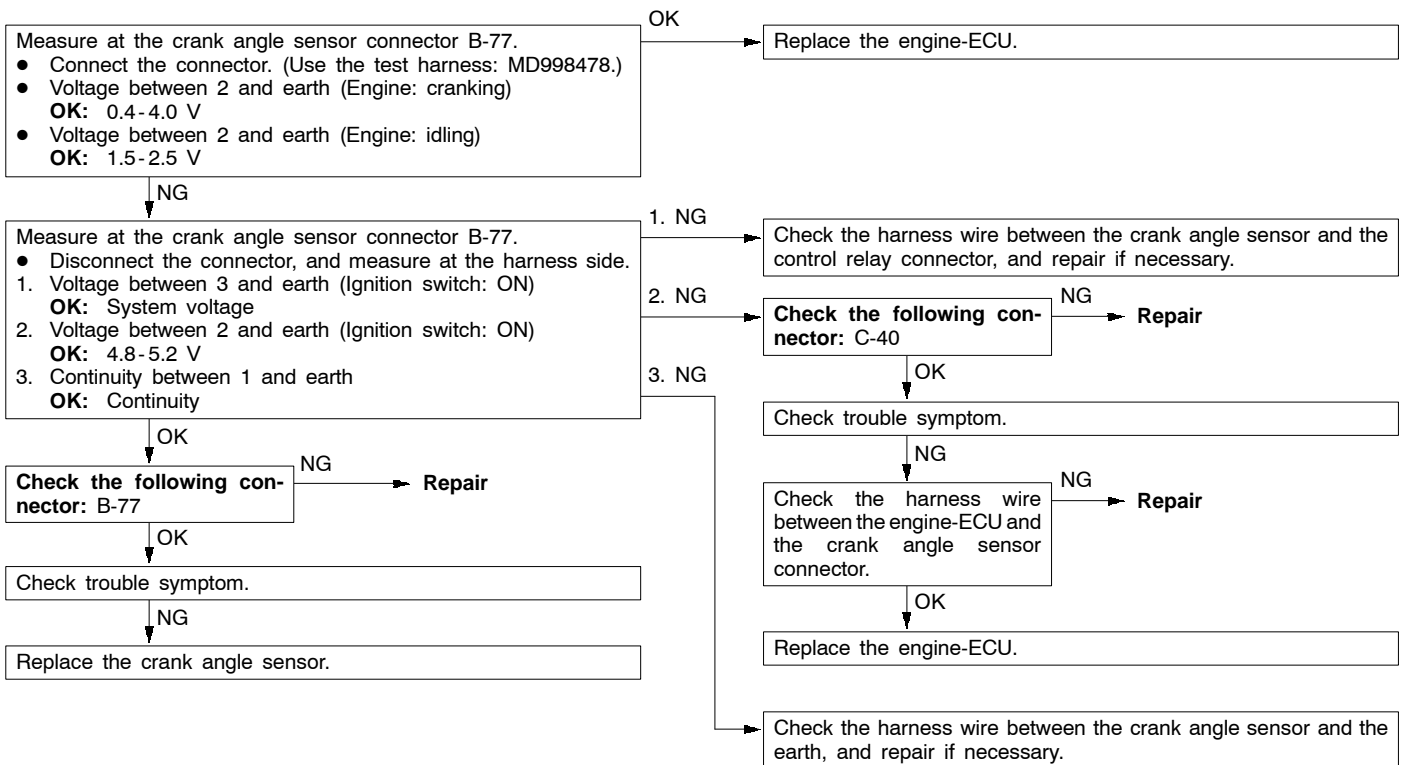 Measure at the crank angle sensor connector B-77.
● Connect the connector. (Use the test harness: MD998478.)
● Voltage between 2 and earth (Engine: cranking)
OK: 0.4-4.0 V
● Voltage between 2 and earth (Engine: idling)
OK: 1.5-2.5 V
OK
Replace the engine-ECU.
NG
Measure at the crank angle sensor connector B-77.
● Disconnect the connector, and measure at the harness side.
1. Voltage between 3 and earth (Ignition switch: ON)
OK: System voltage
2. Voltage between 2 and earth (Ignition switch: ON)
OK: 4.8-5.2 V
3. Continuity between 1 and earth
OK: Continuity
1. NG
Check the harness wire between the crank angle sensor and the
control relay connector, and repair if necessary.
2. NG
Check the following con-
nector: C-40
NG
Repair
OK
Check trouble symptom.
NG
Check the harness wire
between the engine-ECU and
the crank angle sensor
connector.
NG
Repair
OK
Replace the engine-ECU.
3. NG
Check the harness wire between the crank angle sensor and the
earth, and repair if necessary.
OK
Check the following con-
nector: B-77
NG
Repair
OK
Check trouble symptom.
NG
Replace the crank angle sensor.